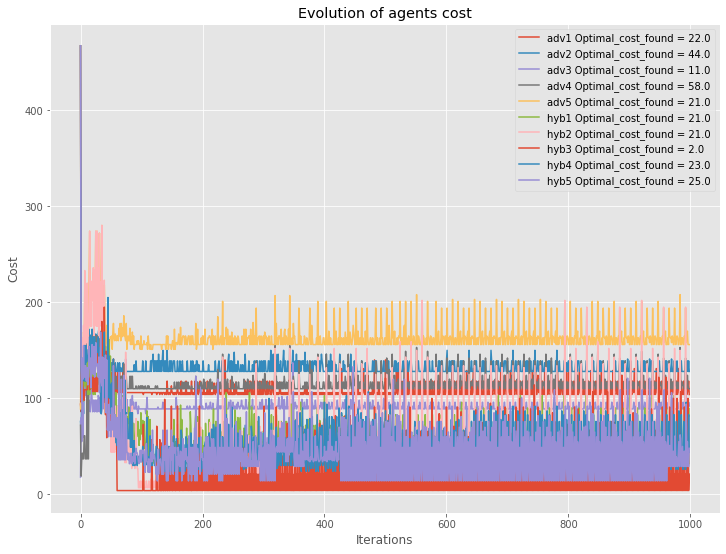 Evolution of agents cost
adv1 Optimal_cost_found = 22.0
adv2 Optimal_cost_found = 44.0
adv3 Optimal_cost_found = 11.0
adv4 Optimal_cost_found = 58.0
adv5 Optimal_cost_found = 21.0
hyb1 Optimal_cost_found = 21.0
hyb2 Optimal_cost_found = 21.0
hyb3 Optimal_cost_found = 2.0
hyb4 Optimal_cost_found = 23.0
hyb5 Optimal_cost_found = 25.0
Cost
400
300
200
100
0
0 200 400 600 800 1000
Iterations